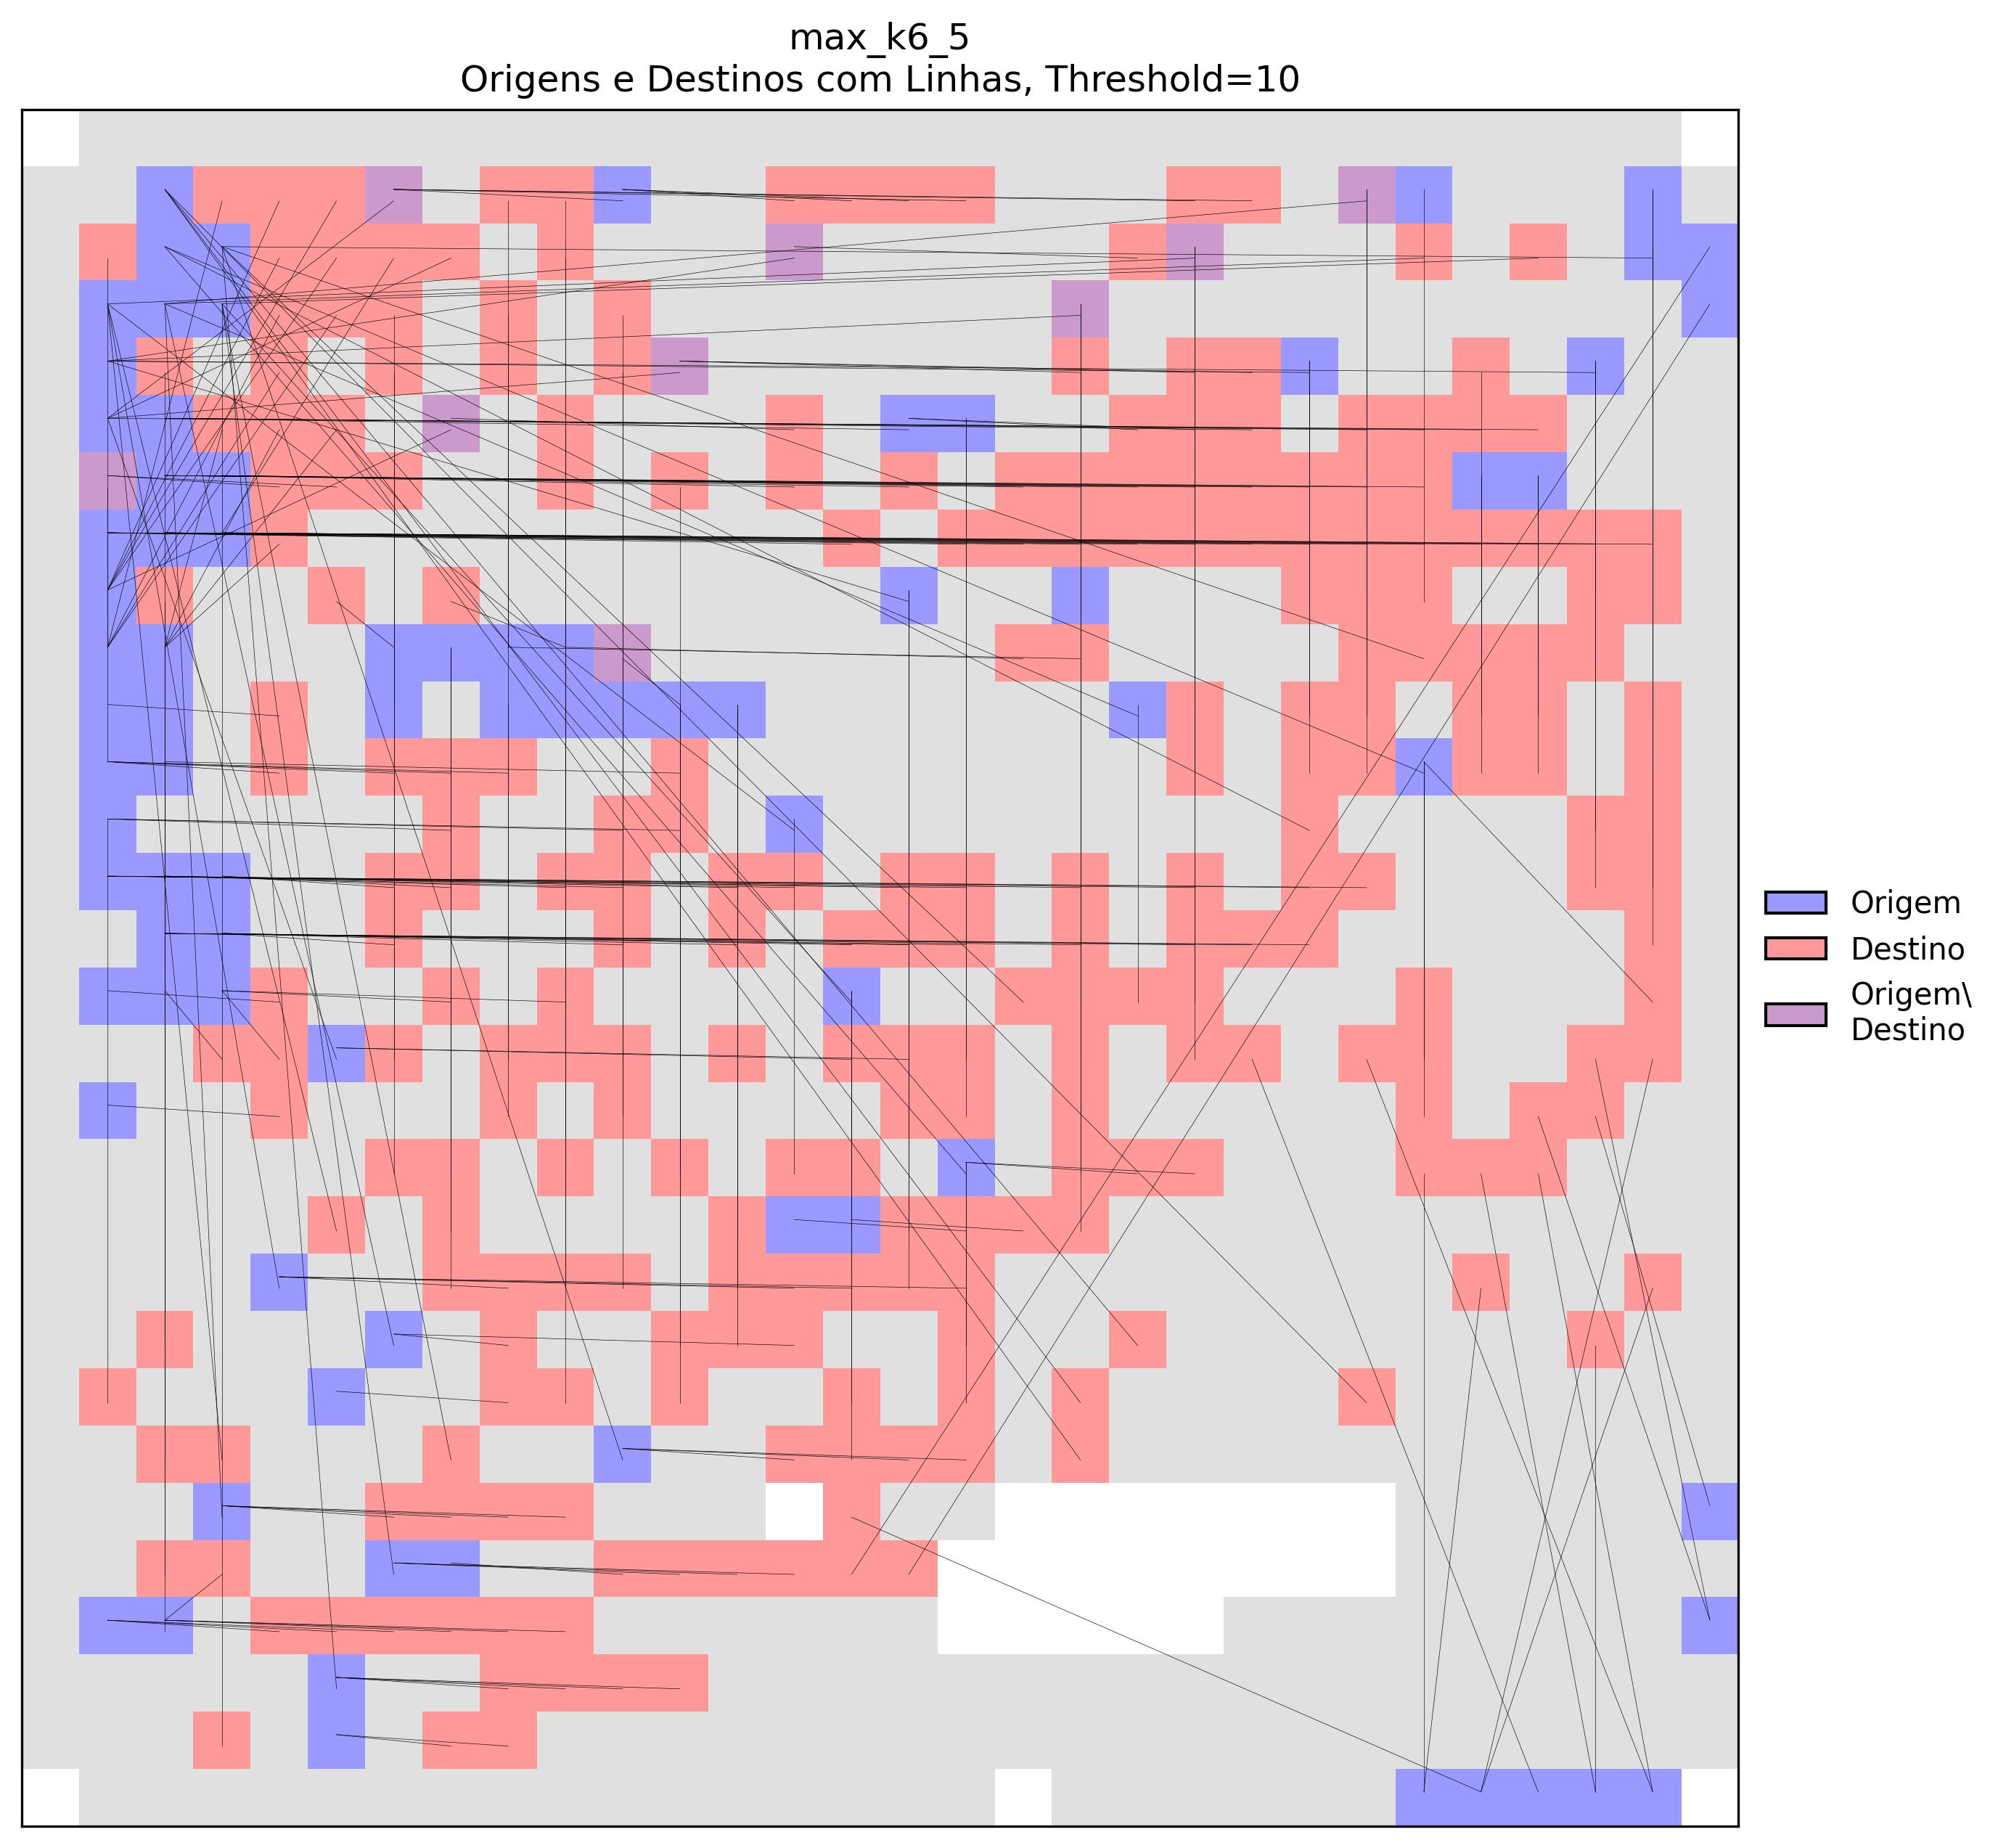 max_k6_5
Origens e Destinos com Linhas, Threshold=10
Origem
Destino
Origem\
Destino